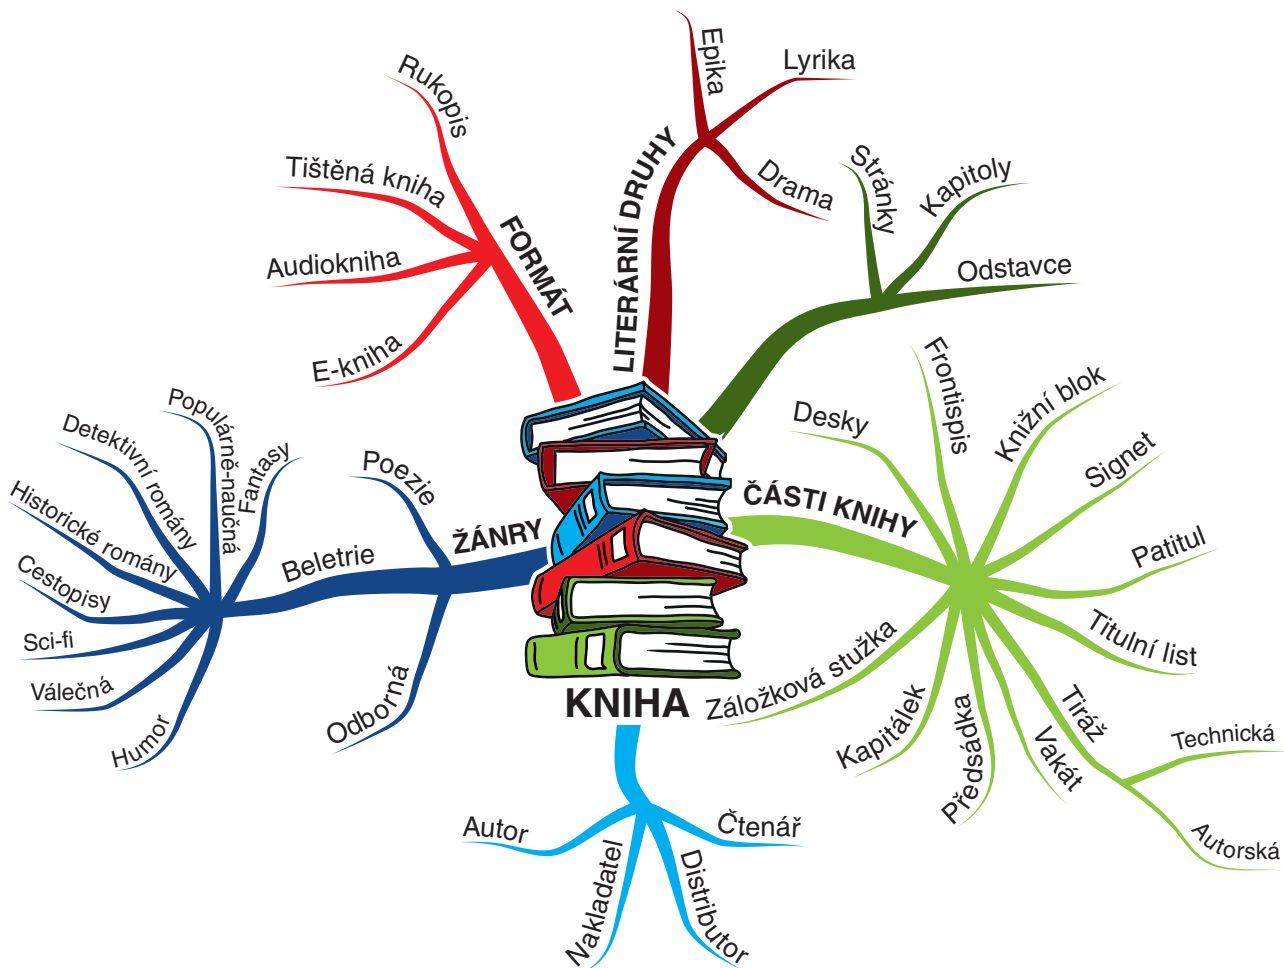 KNIHA
FORMÁT
Rukopis
Tištěná kniha
Audiokniha
E-kniha
LITERÁRNÍ DRUHY
Epika
Lyrika
Drama
Stránky
Kapitoly
Odstavce
ČÁSTI KNIHY
Desky
Frontispis
Knižní blok
Signet
Patitul
Titulní list
Tiráž
Technická
Autorská
Vakát
Předsádka
Kapitálek
Záložková stužka
Autor
Nakladatel
Distributor
Čtenář
ŽÁNRY
Poezie
Beletrie
Odborná
Fantasy
Populárně-naučná
Detektivní romány
Historické romány
Cestopisy
Sci-fi
Válečná
Humor